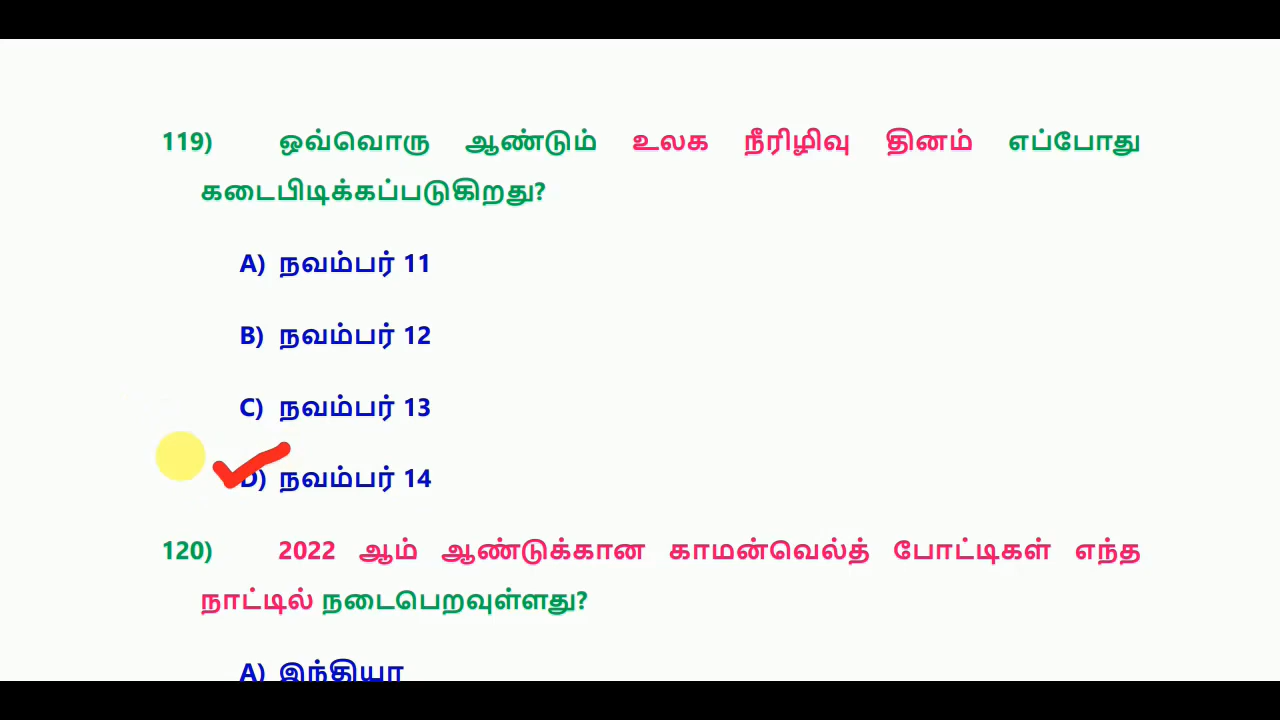 119) ஒவ்வொரு ஆண்டும் உலக நீரிழிவு தினம் எப்போது
கடைபிடிக்கப்படுகிறது?
A) நவம்பர் 11
B) நவம்பர் 12
C) நவம்பர் 13
D) நவம்பர் 14
120) 2022 ஆம் ஆண்டுக்கான காமன்வெல்த் போட்டிகள் எந்த
நாட்டில் நடைபெறவுள்ளது?
A) இந்தியா